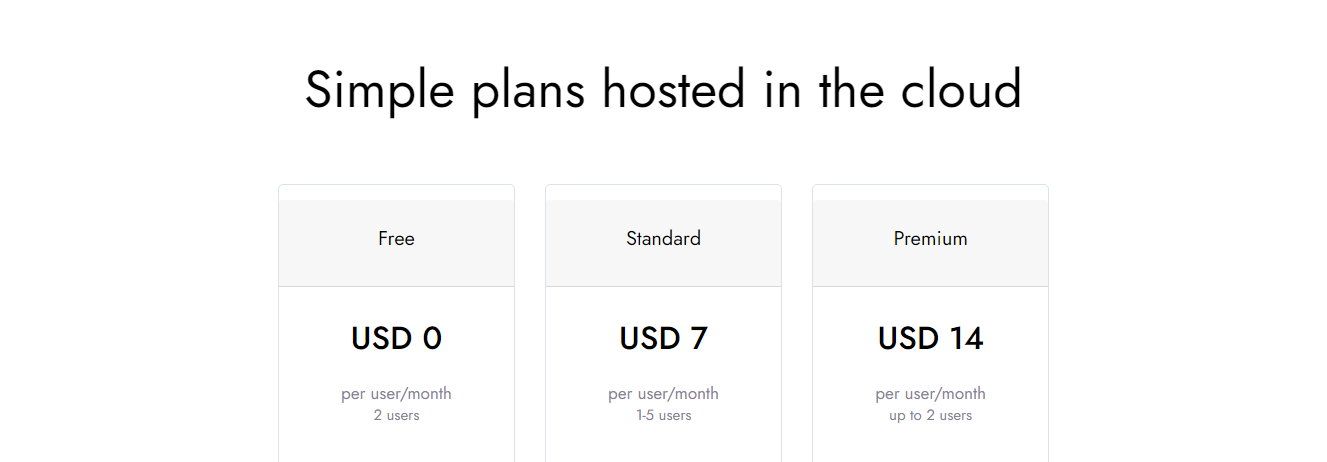 Simple plans hosted in the cloud
Free
USD 0
per user/month
2 users
Standard
USD 7
per user/month
1-5 users
Premium
USD 14
per user/month
up to 2 users